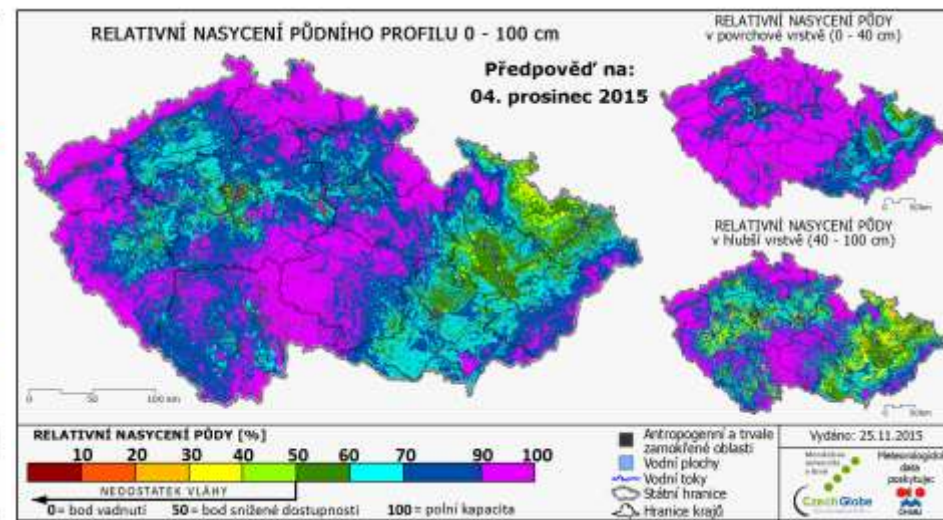 RELATIVNÍ NASYCENÍ PŮDNÍHO PROFILU 0 - 100 cm
Předpověď na:
04. prosinec 2015
RELATIVNÍ NASYCENÍ PŮDY
v povrchové vrstvě (0 - 40 cm)
RELATIVNÍ NASYCENÍ PŮDY
v hlubší vrstvě (40 - 100 cm)
0 50 100 km
RELATIVNÍ NASYCENÍ PŮDY [%]
10 20 30 40 50 60 70 80 90 100
NEDOSTATEK VLÁHY
0= bod vadnutí 50= bod snížené dostupnosti 100= polní kapacita
Antropogenní a trvale
zamokřené oblasti
Vodní plochy
Vodní toky
Státní hranice
Hranice krajů
Vydáno: 25.11.2015
Meteorologická
data
poskytuje:
CzechGlobe